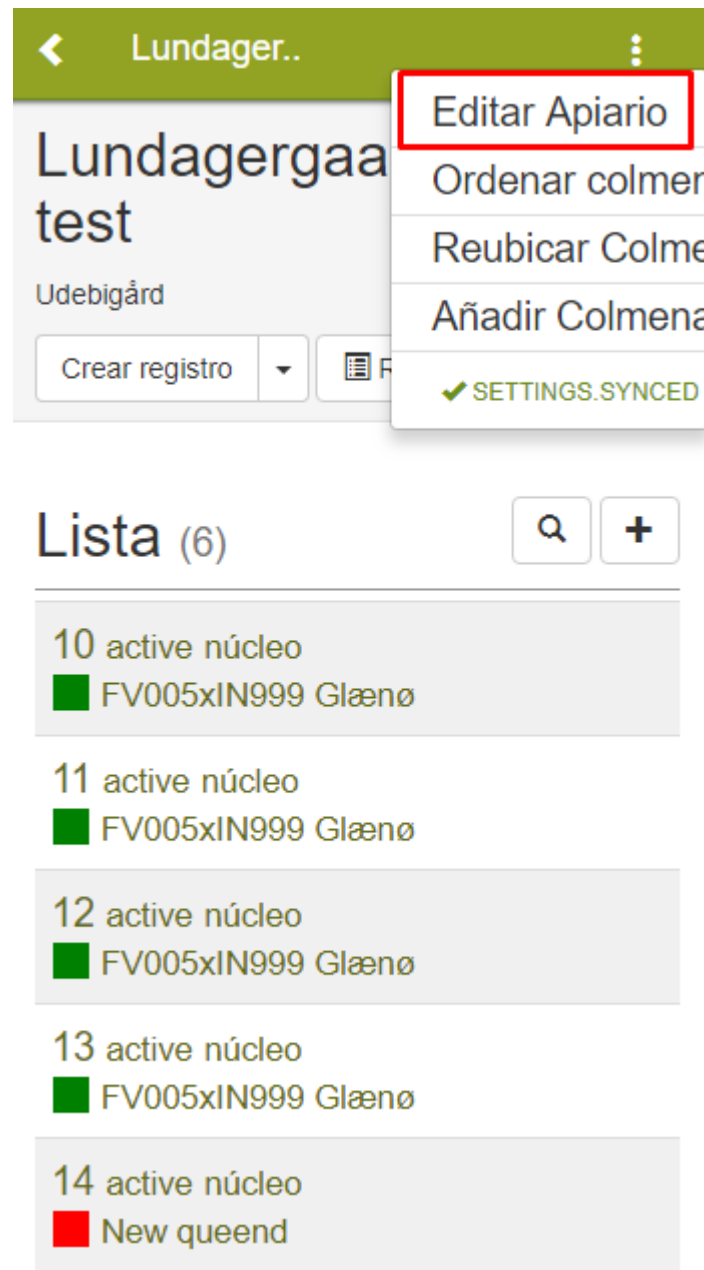 Lundager..
Editar Apiario
Lundagergaa
test
Ordenar colmen
Reubicar Colme
Añadir Colmena
Udebigård
Crear registro
SETTINGS.SYNCED
Lista (6)
10 active núcleo
FV005xIN999 Glænø
11 active núcleo
FV005xIN999 Glænø
12 active núcleo
FV005xIN999 Glænø
13 active núcleo
FV005xIN999 Glænø
14 active núcleo
New queend